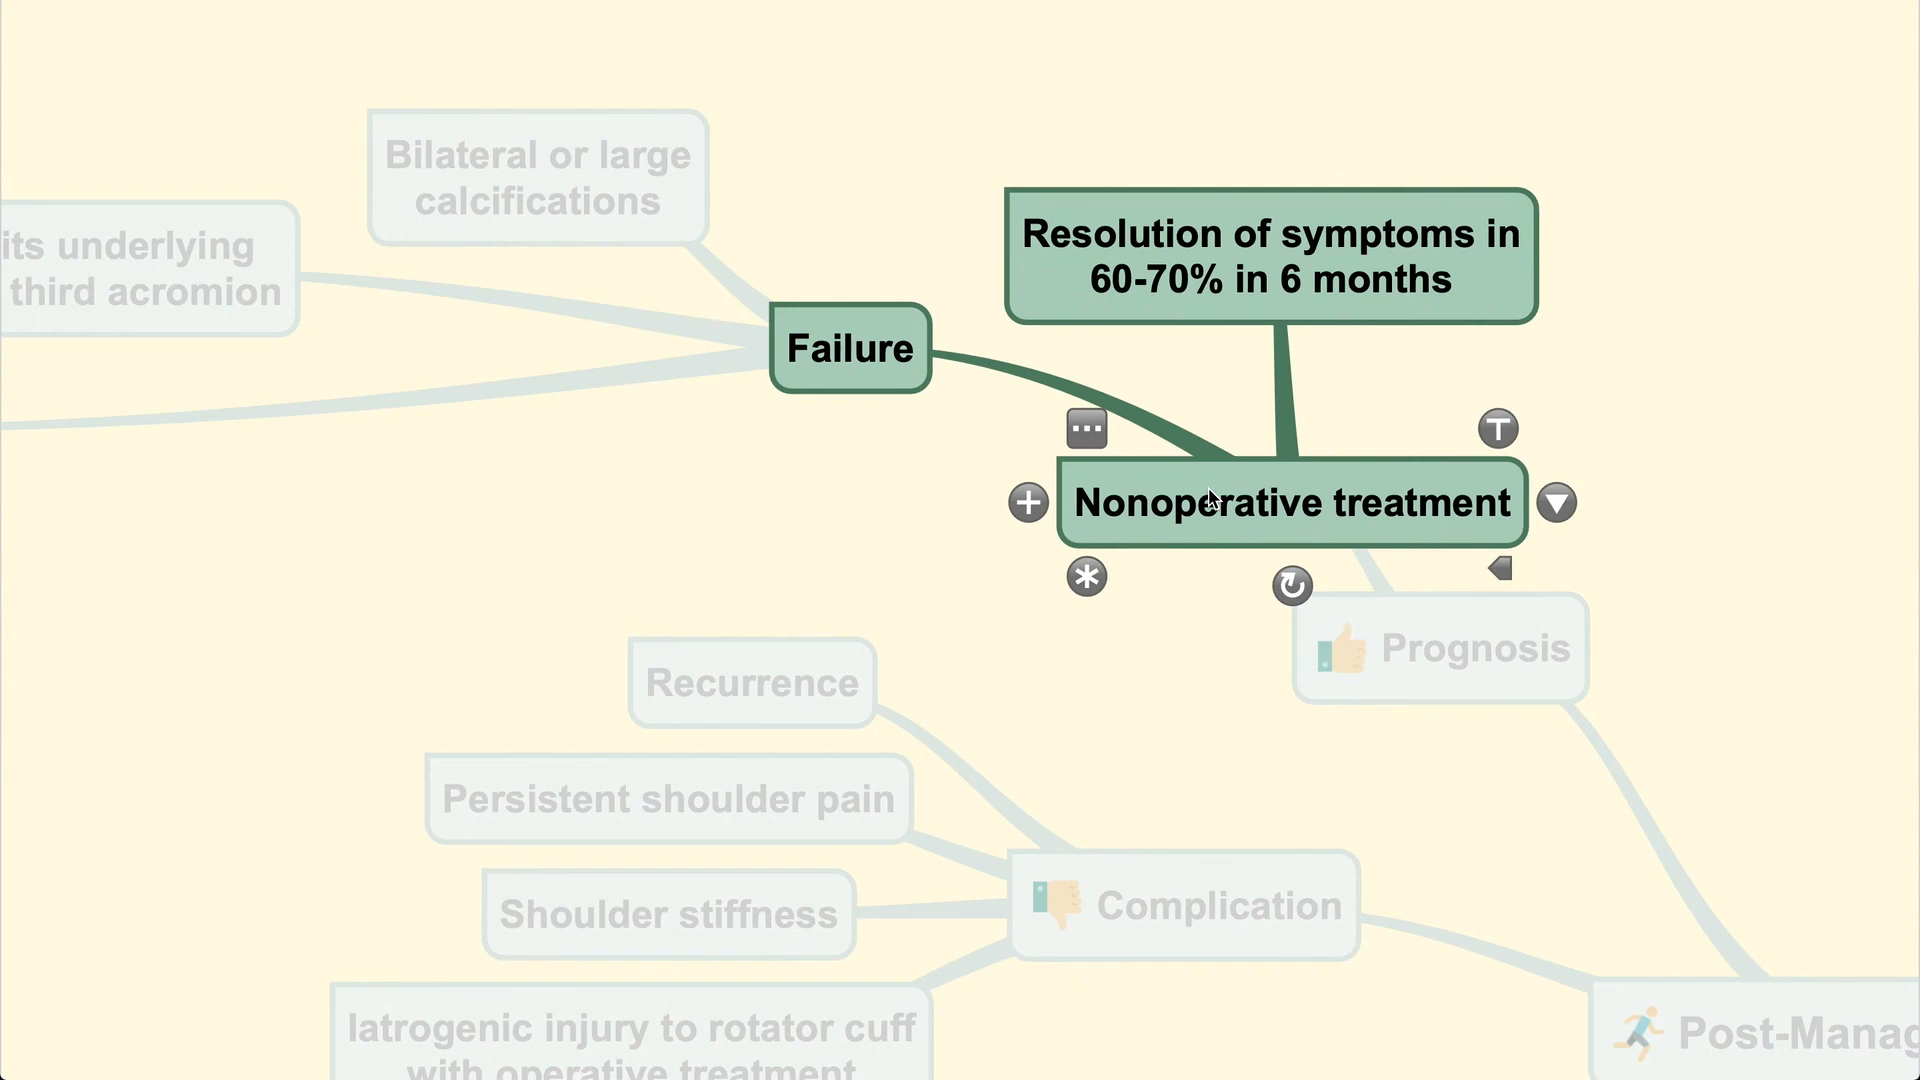 Bilateral or large
calcifications
its underlying
third acromion
Resolution of symptoms in
60-70% in 6 months
Failure
Nonoperative treatment
Prognosis
Recurrence
Persistent shoulder pain
Shoulder stiffness
Complication
Iatrogenic injury to rotator cuff
with operative treatment
Post-Manag